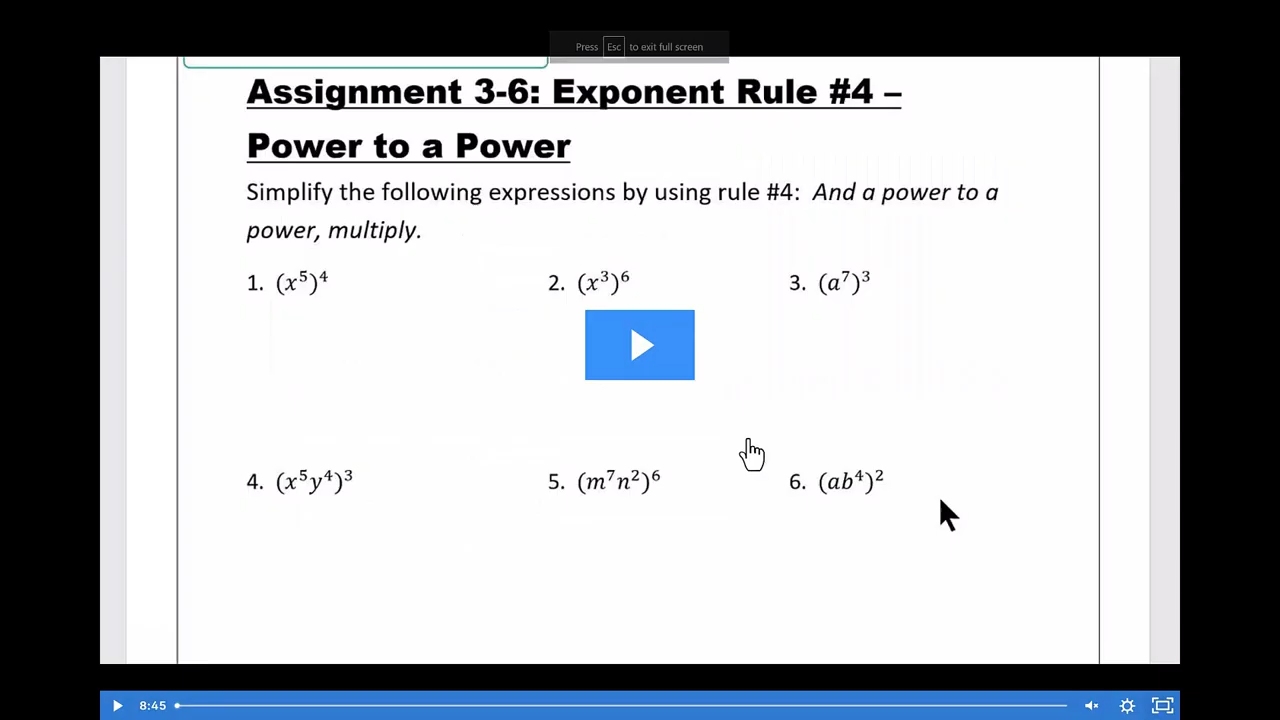 Press Esc to exit full screen
Assignment 3-6: Exponent Rule #4 –
Power to a Power
Simplify the following expressions by using rule #4: And a power to a
power, multiply.
1. (x⁵)⁴ 2. (x³)⁶ 3. (a⁷)³
4. (x⁵y⁴)³ 5. (m⁷n²)⁶ 6. (ab⁴)²
8:45